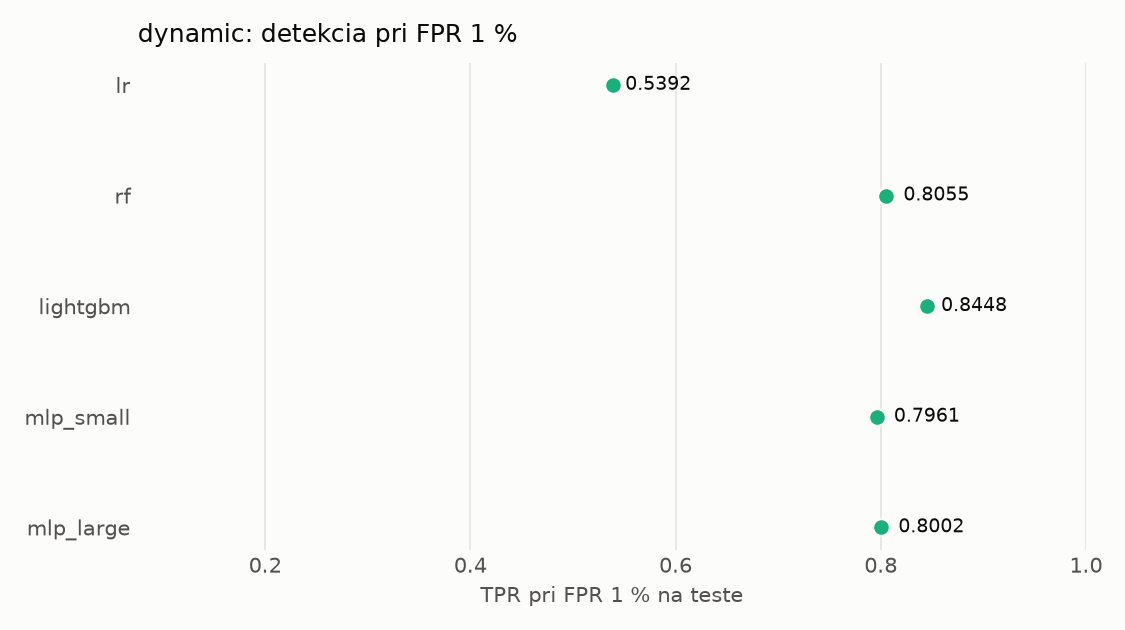 dynamic: detekcia pri FPR 1 %
lr
0.5392
rf
0.8055
lightgbm
0.8448
mlp_small
0.7961
mlp_large
0.8002
0.2 0.4 0.6 0.8 1.0
TPR pri FPR 1 % na teste